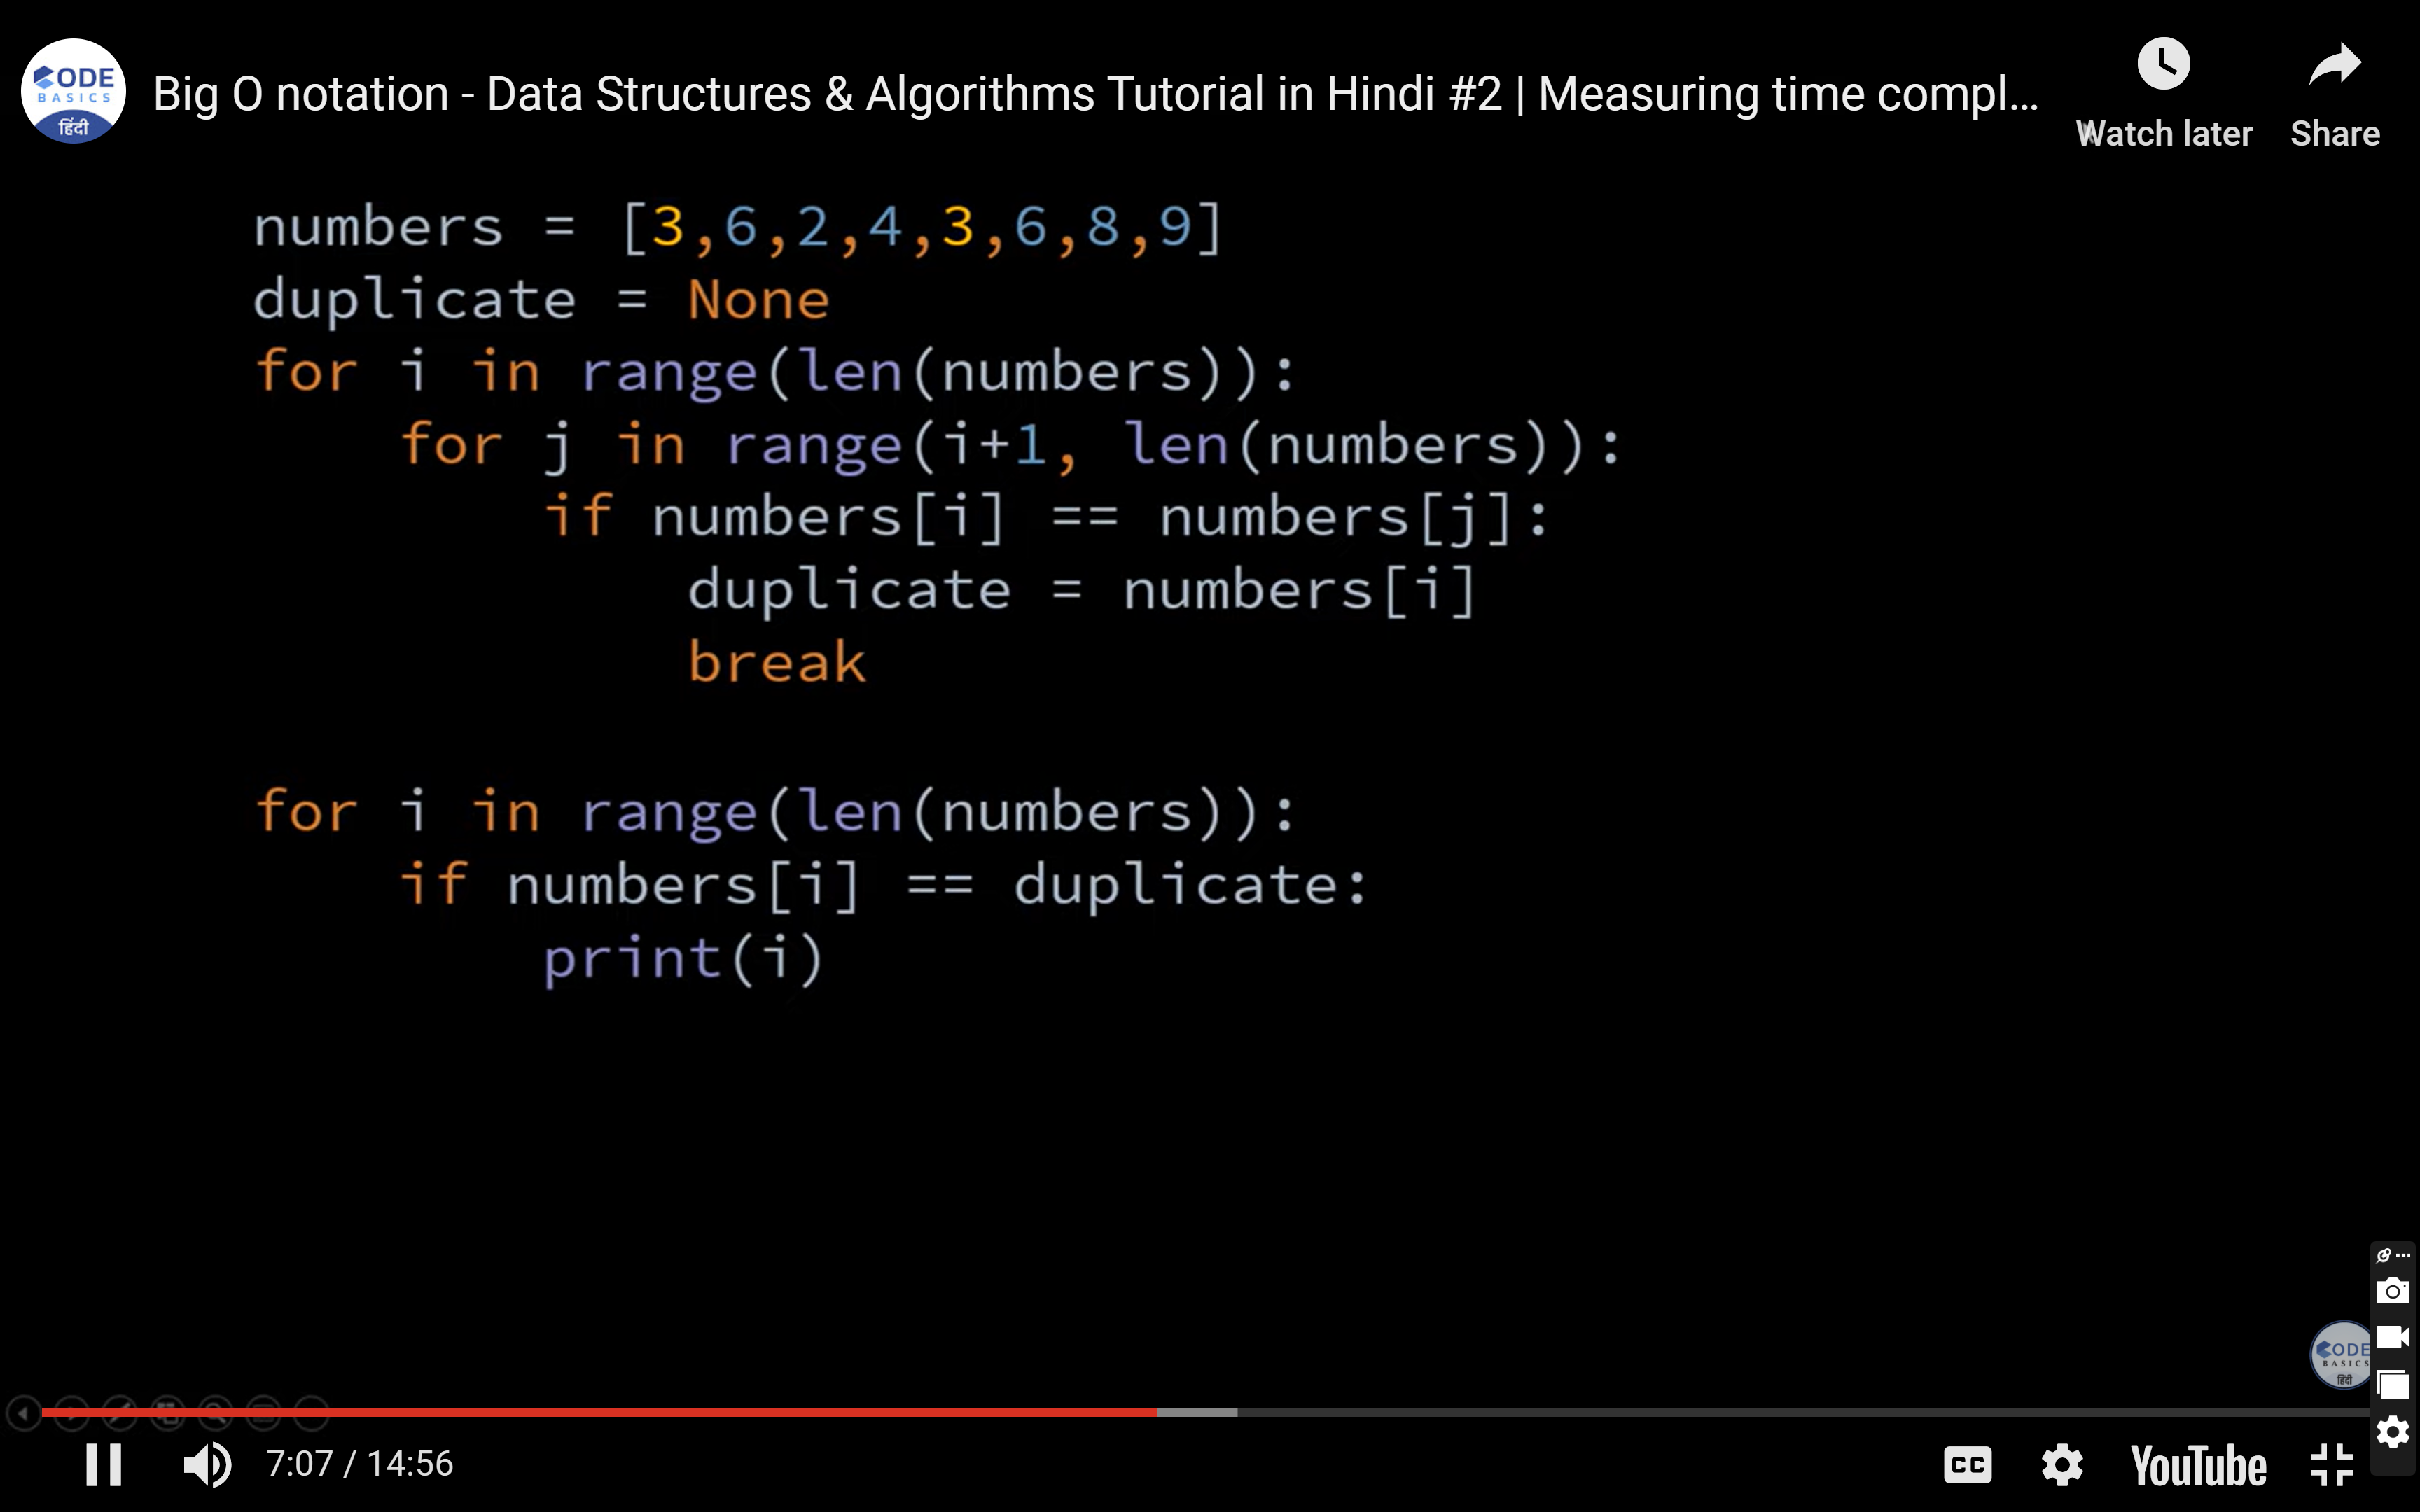 CODE
BASICS
हिंदी
Big O notation - Data Structures & Algorithms Tutorial in Hindi #2 | Measuring time compl...
Watch later
Share
numbers = [3,6,2,4,3,6,8,9]
duplicate = None
for i in range(len(numbers)):
    for j in range(i+1, len(numbers)):
        if numbers[i] == numbers[j]:
            duplicate = numbers[i]
            break
for i in range(len(numbers)):
    if numbers[i] == duplicate:
        print(i)
CODE
BASICS
हिंदी
7:07 / 14:56
CC
YouTube